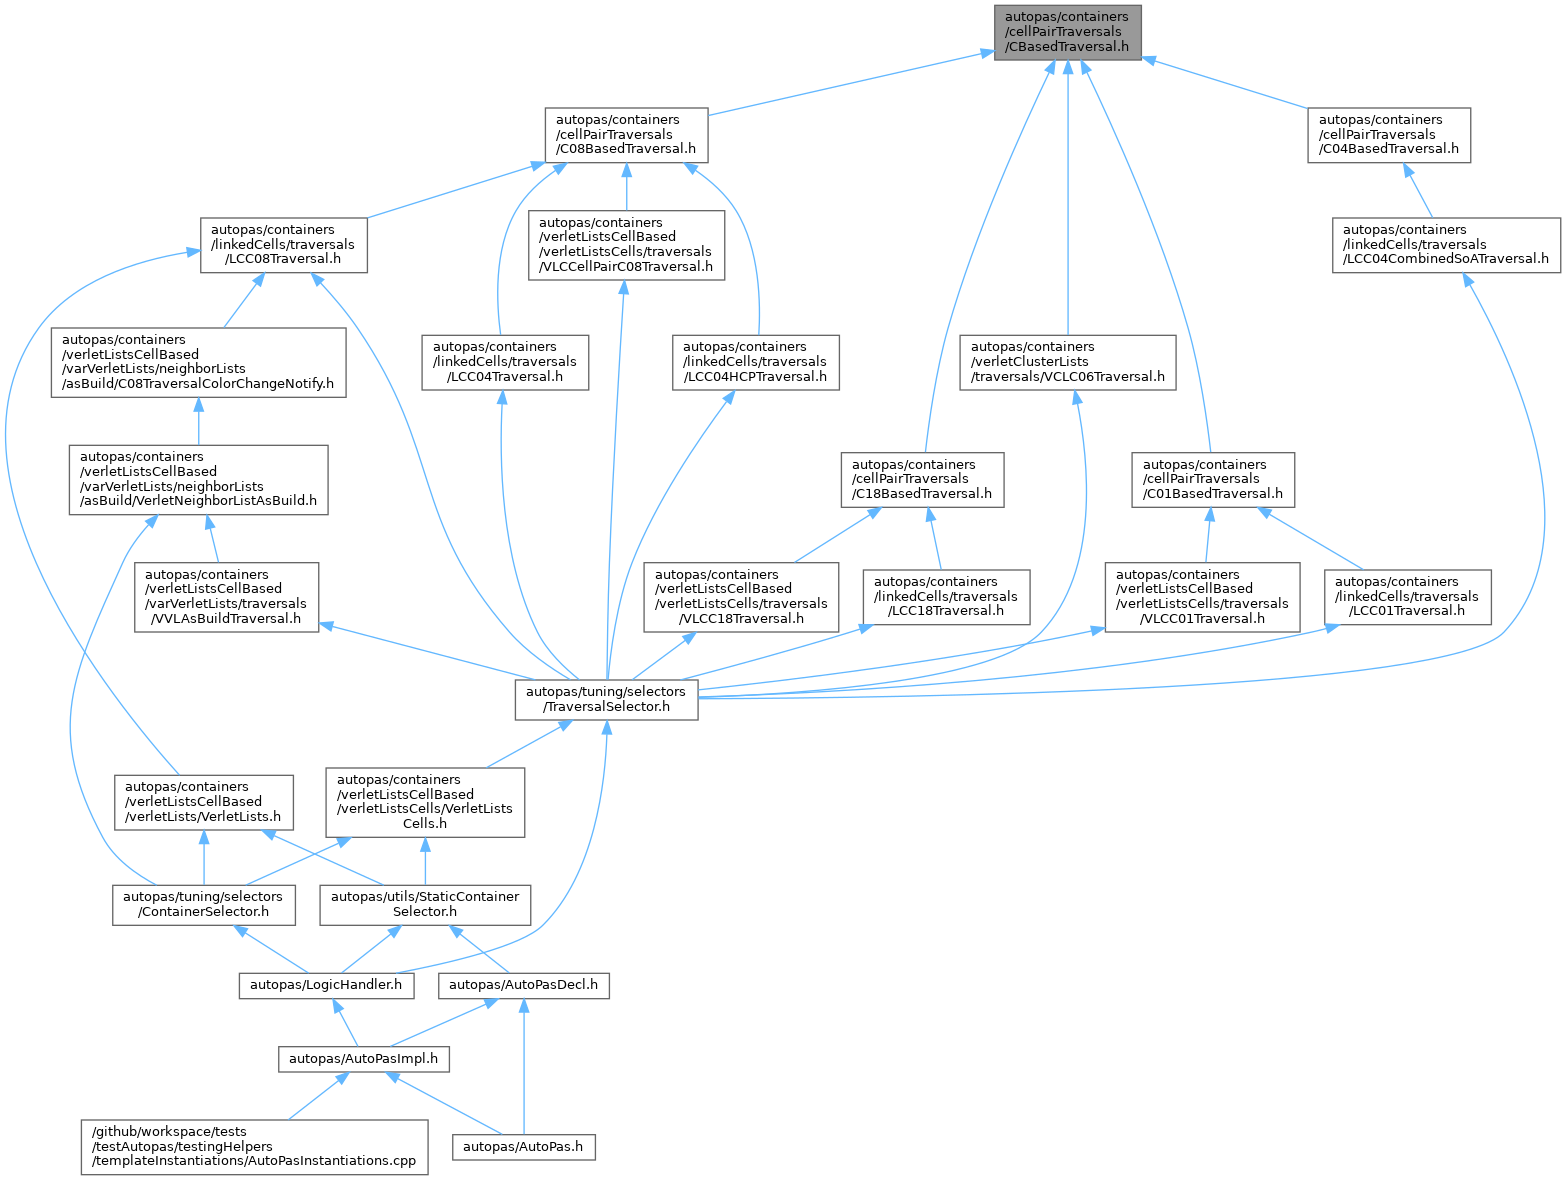 autopas/containers
/cellPairTraversals
/CBasedTraversal.h
autopas/containers
/cellPairTraversals
/C08BasedTraversal.h
autopas/containers
/cellPairTraversals
/C04BasedTraversal.h
autopas/containers
/linkedCells/traversals
/LCC08Traversal.h
autopas/containers
/verletListsCellBased
/verletListsCells/traversals
/VLCCellPairC08Traversal.h
autopas/containers
/linkedCells/traversals
/LCC04CombinedSoATraversal.h
autopas/containers
/verletListsCellBased
/varVerletLists/neighborLists
/asBuild/C08TraversalColorChangeNotify.h
autopas/containers
/linkedCells/traversals
/LCC04Traversal.h
autopas/containers
/linkedCells/traversals
/LCC04HCPTraversal.h
autopas/containers
/verletClusterLists
/traversals/VCLC06Traversal.h
autopas/containers
/verletListsCellBased
/varVerletLists/neighborLists
/asBuild/VerletNeighborListAsBuild.h
autopas/containers
/cellPairTraversals
/C18BasedTraversal.h
autopas/containers
/cellPairTraversals
/C01BasedTraversal.h
autopas/containers
/verletListsCellBased
/varVerletLists/traversals
/VVLAsBuildTraversal.h
autopas/containers
/verletListsCellBased
/verletListsCells/traversals
/VLCC18Traversal.h
autopas/containers
/linkedCells/traversals
/LCC18Traversal.h
autopas/containers
/verletListsCellBased
/verletListsCells/traversals
/VLCC01Traversal.h
autopas/containers
/linkedCells/traversals
/LCC01Traversal.h
autopas/tuning/selectors
/TraversalSelector.h
autopas/containers
/verletListsCellBased
/verletLists/VerletLists.h
autopas/containers
/verletListsCellBased
/verletListsCells/VerletLists
Cells.h
autopas/tuning/selectors
/ContainerSelector.h
autopas/utils/StaticContainer
Selector.h
autopas/LogicHandler.h
autopas/AutoPasDecl.h
autopas/AutoPasImpl.h
/github/workspace/tests
/testAutopas/testingHelpers
/templateInstantiations/AutoPasInstantiations.cpp
autopas/AutoPas.h